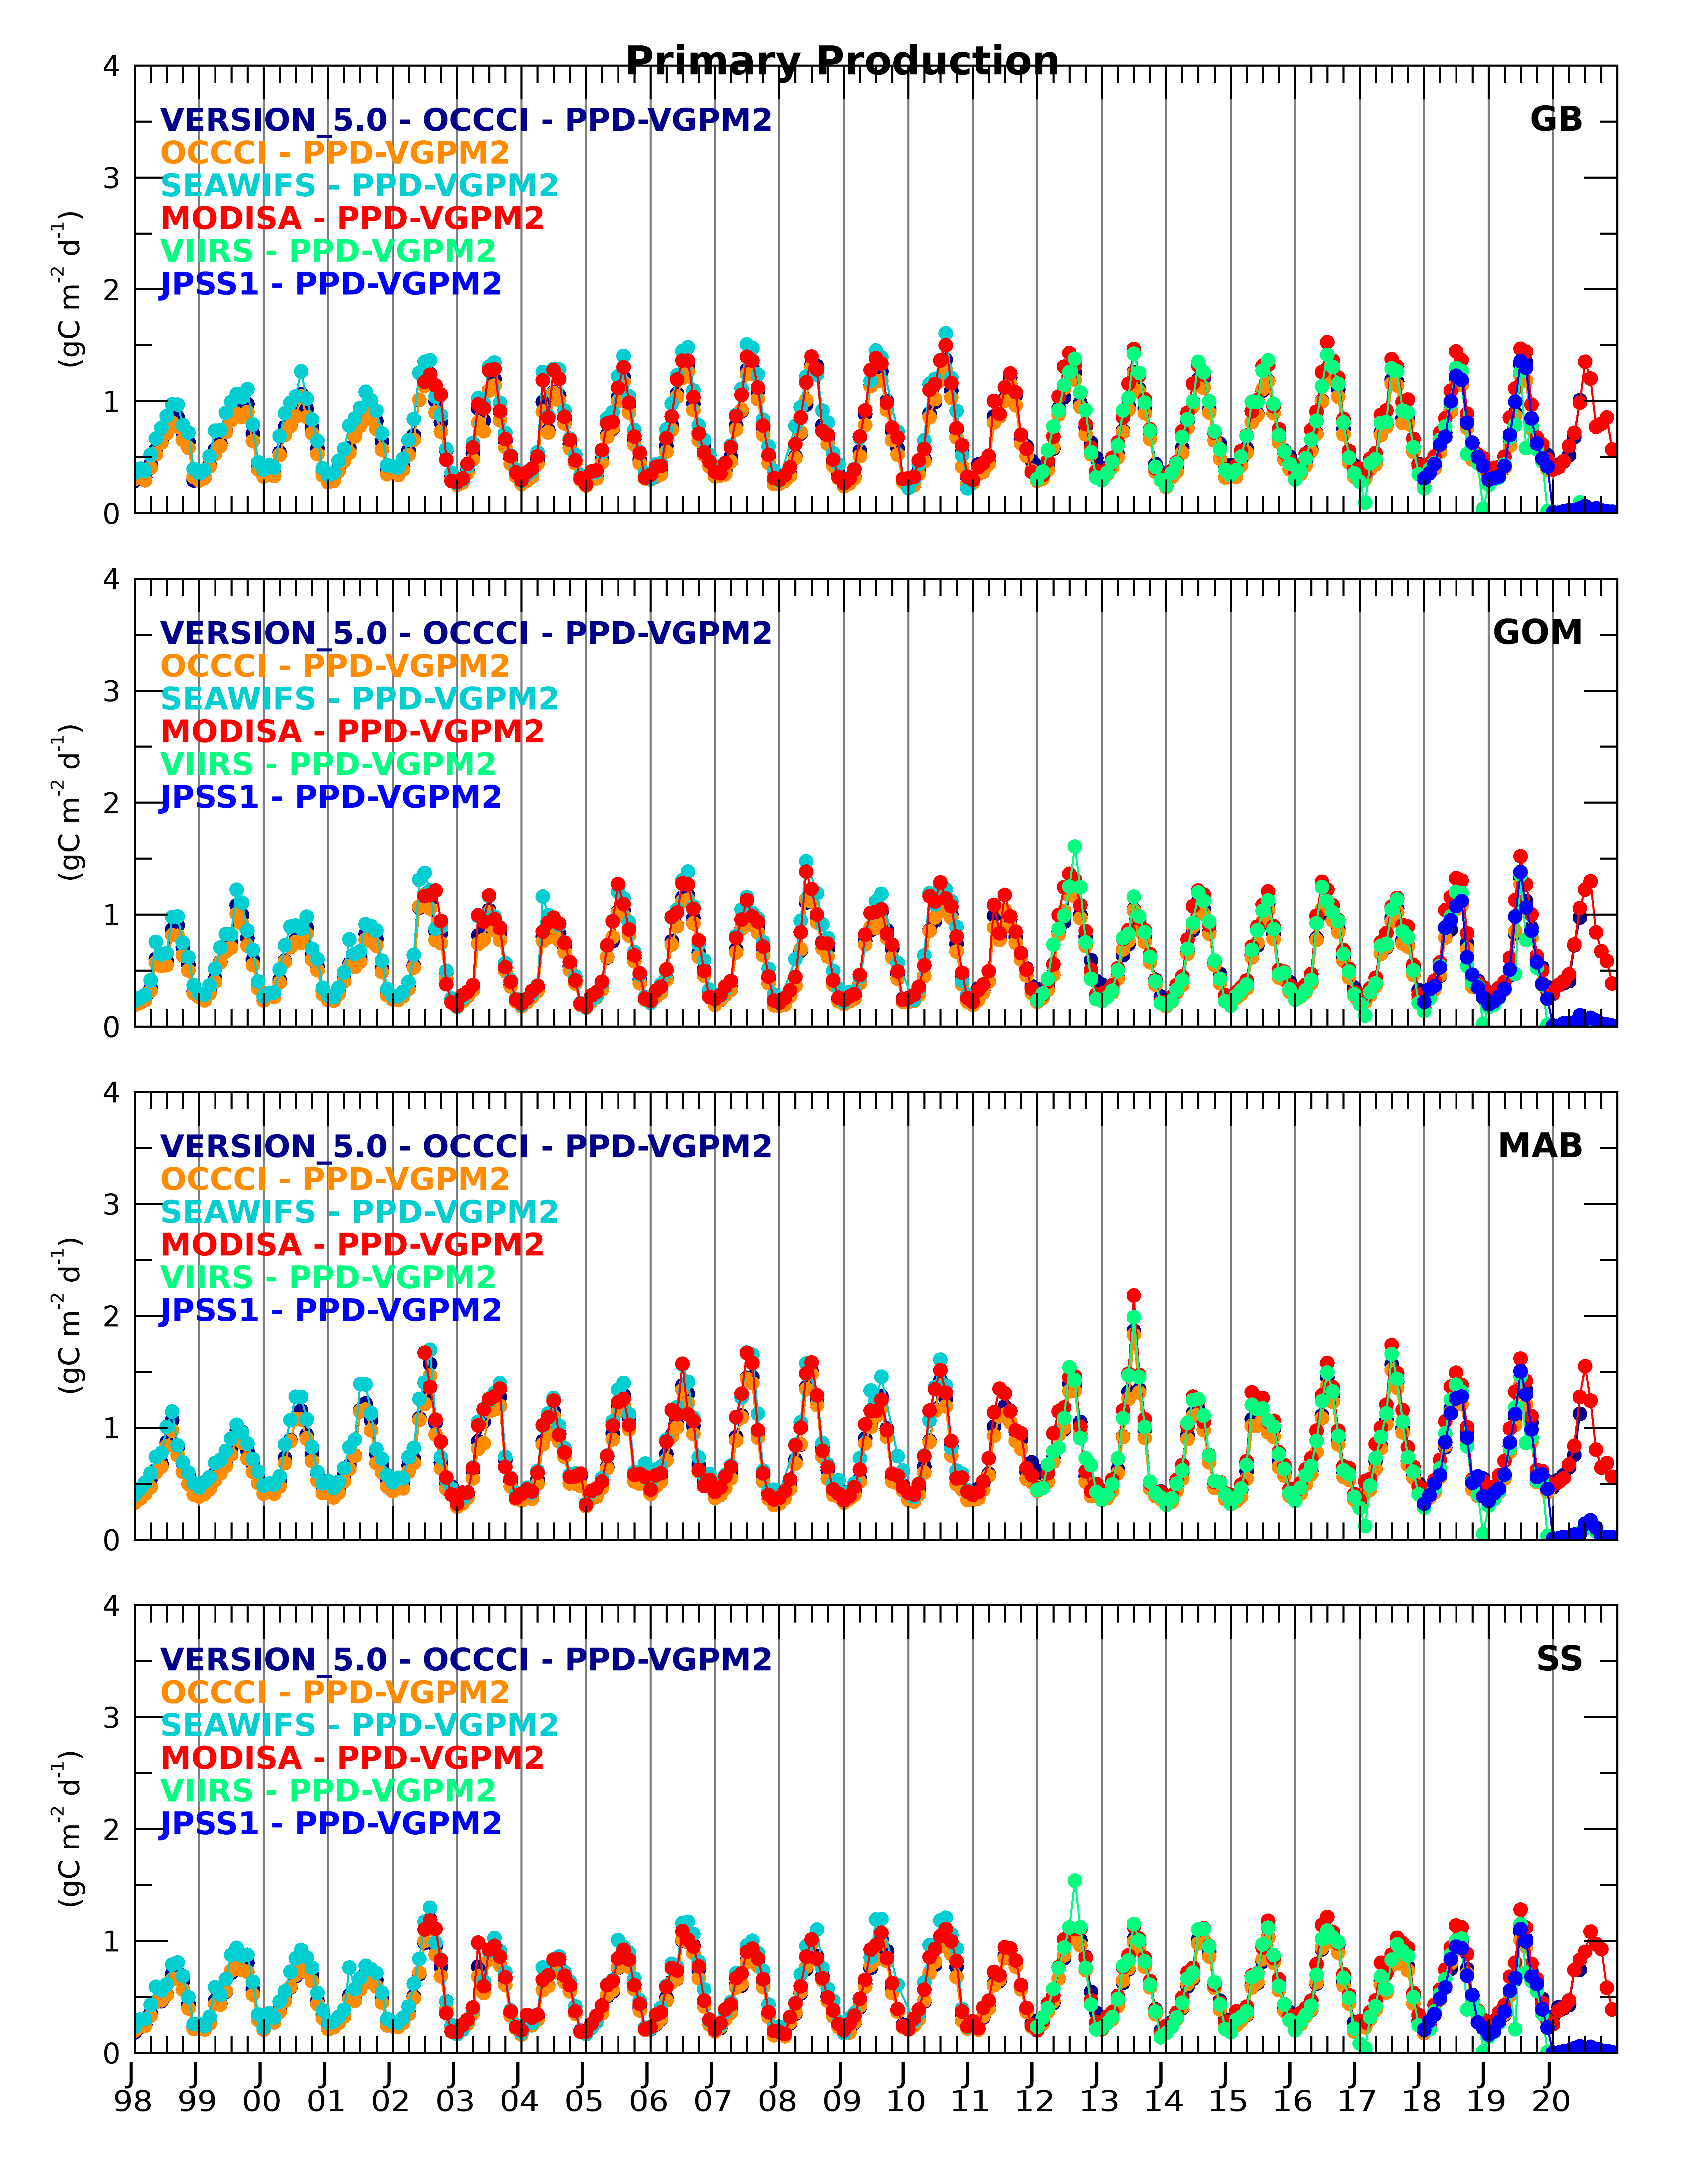 Primary Production
4
VERSION_5.0 - OCCCI - PPD-VGPM2
GB
OCCCI - PPD-VGPM2
3
SEAWIFS - PPD-VGPM2
MODISA - PPD-VGPM2
VIIRS - PPD-VGPM2
JPSS1 - PPD-VGPM2
2
(gC m-2 d-1)
1
0
4
VERSION_5.0 - OCCCI - PPD-VGPM2
GOM
OCCCI - PPD-VGPM2
3
SEAWIFS - PPD-VGPM2
MODISA - PPD-VGPM2
VIIRS - PPD-VGPM2
JPSS1 - PPD-VGPM2
2
(gC m-2 d-1)
1
0
4
VERSION_5.0 - OCCCI - PPD-VGPM2
MAB
OCCCI - PPD-VGPM2
3
SEAWIFS - PPD-VGPM2
MODISA - PPD-VGPM2
VIIRS - PPD-VGPM2
JPSS1 - PPD-VGPM2
2
(gC m-2 d-1)
1
0
4
VERSION_5.0 - OCCCI - PPD-VGPM2
SS
OCCCI - PPD-VGPM2
3
SEAWIFS - PPD-VGPM2
MODISA - PPD-VGPM2
VIIRS - PPD-VGPM2
JPSS1 - PPD-VGPM2
2
(gC m-2 d-1)
1
0
J J J J J J J J J J J J J J J J J J J J J J J
98 99 00 01 02 03 04 05 06 07 08 09 10 11 12 13 14 15 16 17 18 19 20